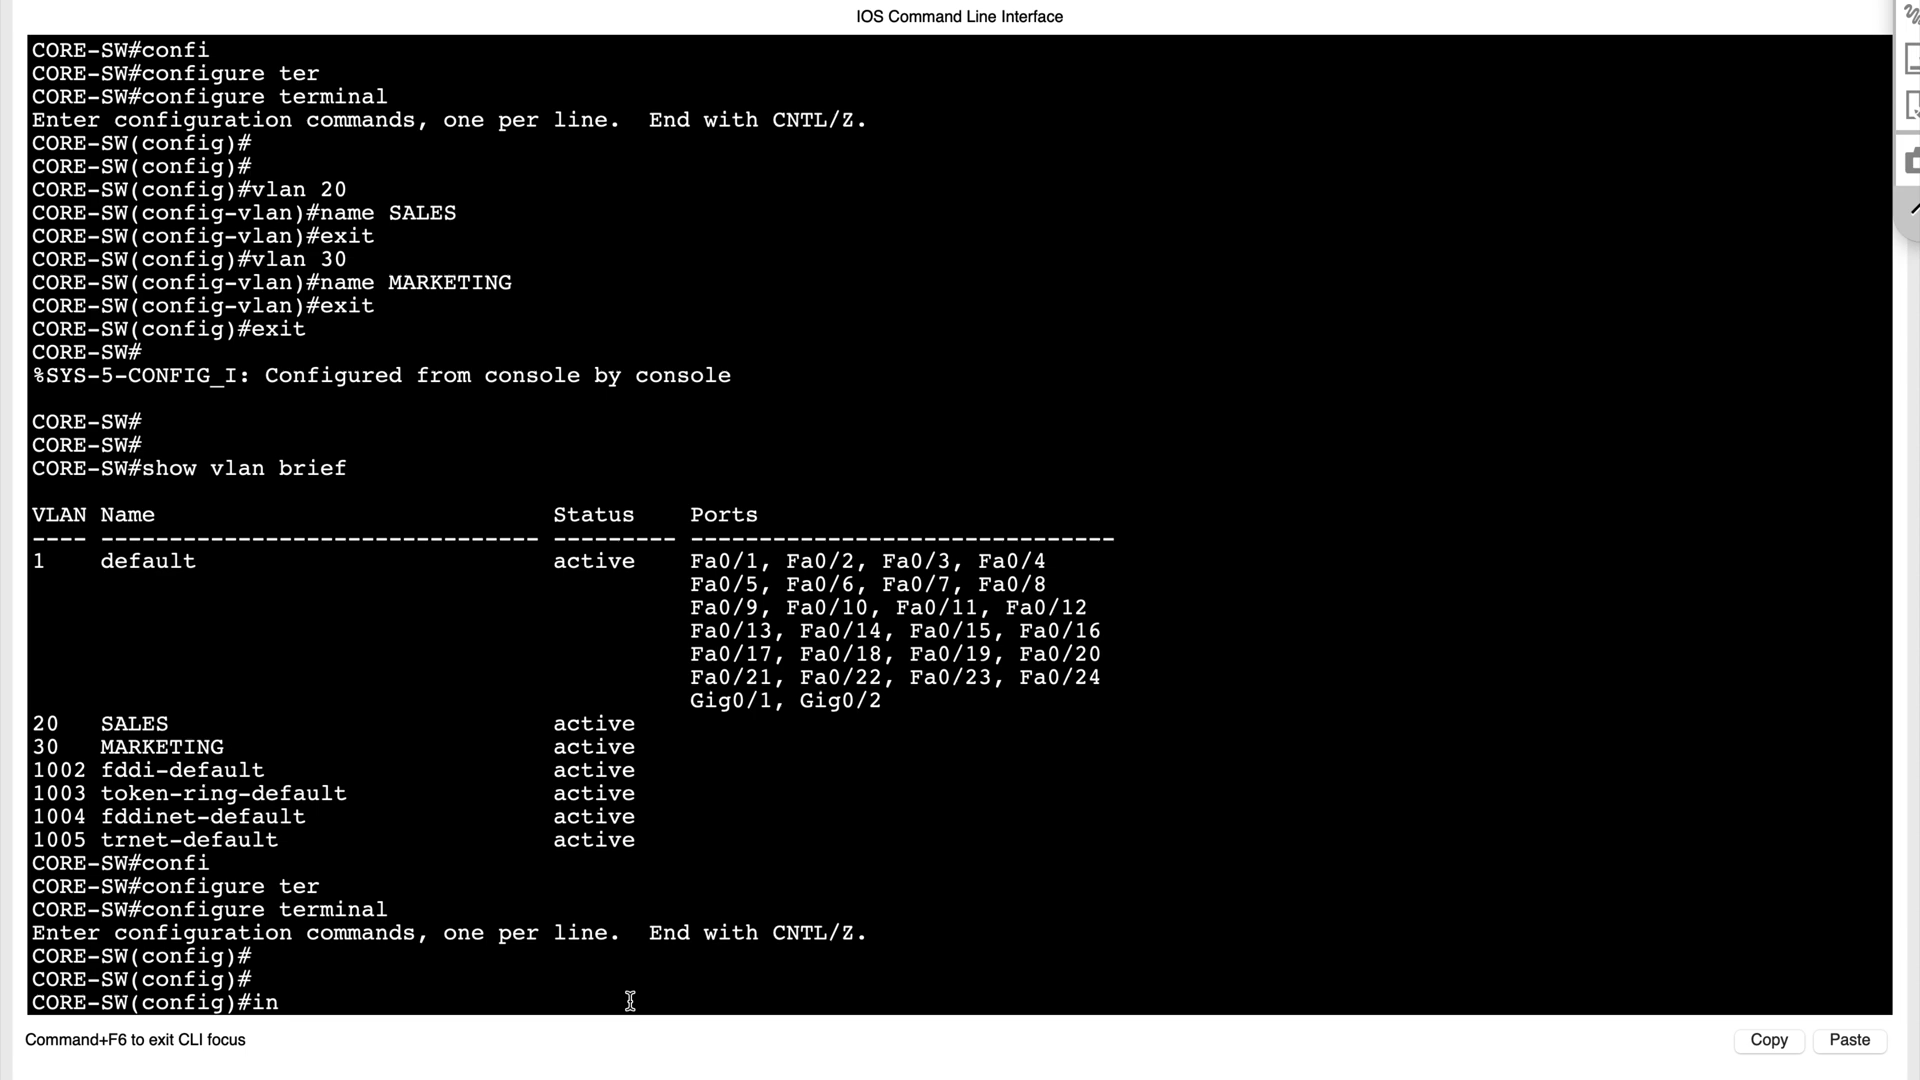 IOS Command Line Interface
CORE-SW#confi
CORE-SW#configure ter
CORE-SW#configure terminal
Enter configuration commands, one per line.  End with CNTL/Z.
CORE-SW(config)#
CORE-SW(config)#
CORE-SW(config)#vlan 20
CORE-SW(config-vlan)#name SALES
CORE-SW(config-vlan)#exit
CORE-SW(config)#vlan 30
CORE-SW(config-vlan)#name MARKETING
CORE-SW(config-vlan)#exit
CORE-SW(config)#exit
CORE-SW#
%SYS-5-CONFIG_I: Configured from console by console
CORE-SW#
CORE-SW#
CORE-SW#show vlan brief
VLAN Name                             Status    Ports
---- -------------------------------- --------- -------------------------------
1    default                          active    Fa0/1, Fa0/2, Fa0/3, Fa0/4
                                                Fa0/5, Fa0/6, Fa0/7, Fa0/8
                                                Fa0/9, Fa0/10, Fa0/11, Fa0/12
                                                Fa0/13, Fa0/14, Fa0/15, Fa0/16
                                                Fa0/17, Fa0/18, Fa0/19, Fa0/20
                                                Fa0/21, Fa0/22, Fa0/23, Fa0/24
                                                Gig0/1, Gig0/2
20   SALES                            active
30   MARKETING                        active
1002 fddi-default                     active
1003 token-ring-default               active
1004 fddinet-default                  active
1005 trnet-default                    active
CORE-SW#confi
CORE-SW#configure ter
CORE-SW#configure terminal
Enter configuration commands, one per line.  End with CNTL/Z.
CORE-SW(config)#
CORE-SW(config)#
CORE-SW(config)#in
Command+F6 to exit CLI focus
Copy
Paste